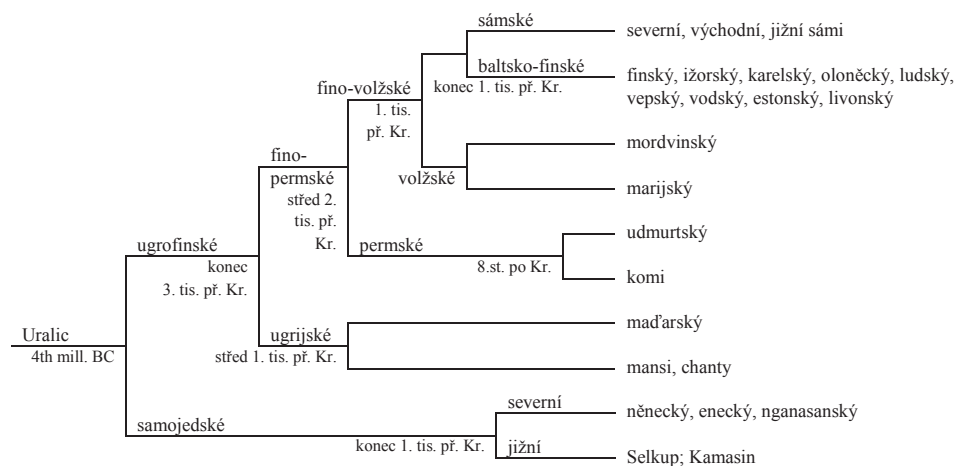 sámské
severní, východní, jižní sámi
baltsko-finské
konec 1. tis. př. Kr.
finský, ižorský, karelský, oloněcký, ludský,
vepský, vodský, estonský, livonský
fino-volžské
1. tis.
př. Kr.
mordvinský
volžské
marijský
fino-
permské
střed 2.
tis. př.
Kr.
udmurtský
permské
8.st. po Kr.
komi
ugrofinské
konec
3. tis. př. Kr.
maďarský
ugrijské
střed 1. tis. př. Kr.
mansi, chanty
Uralic
4th mill. BC
severní
něnecký, enecký, nganasanský
samojedské
konec 1. tis. př. Kr.
jižní
Selkup; Kamasin